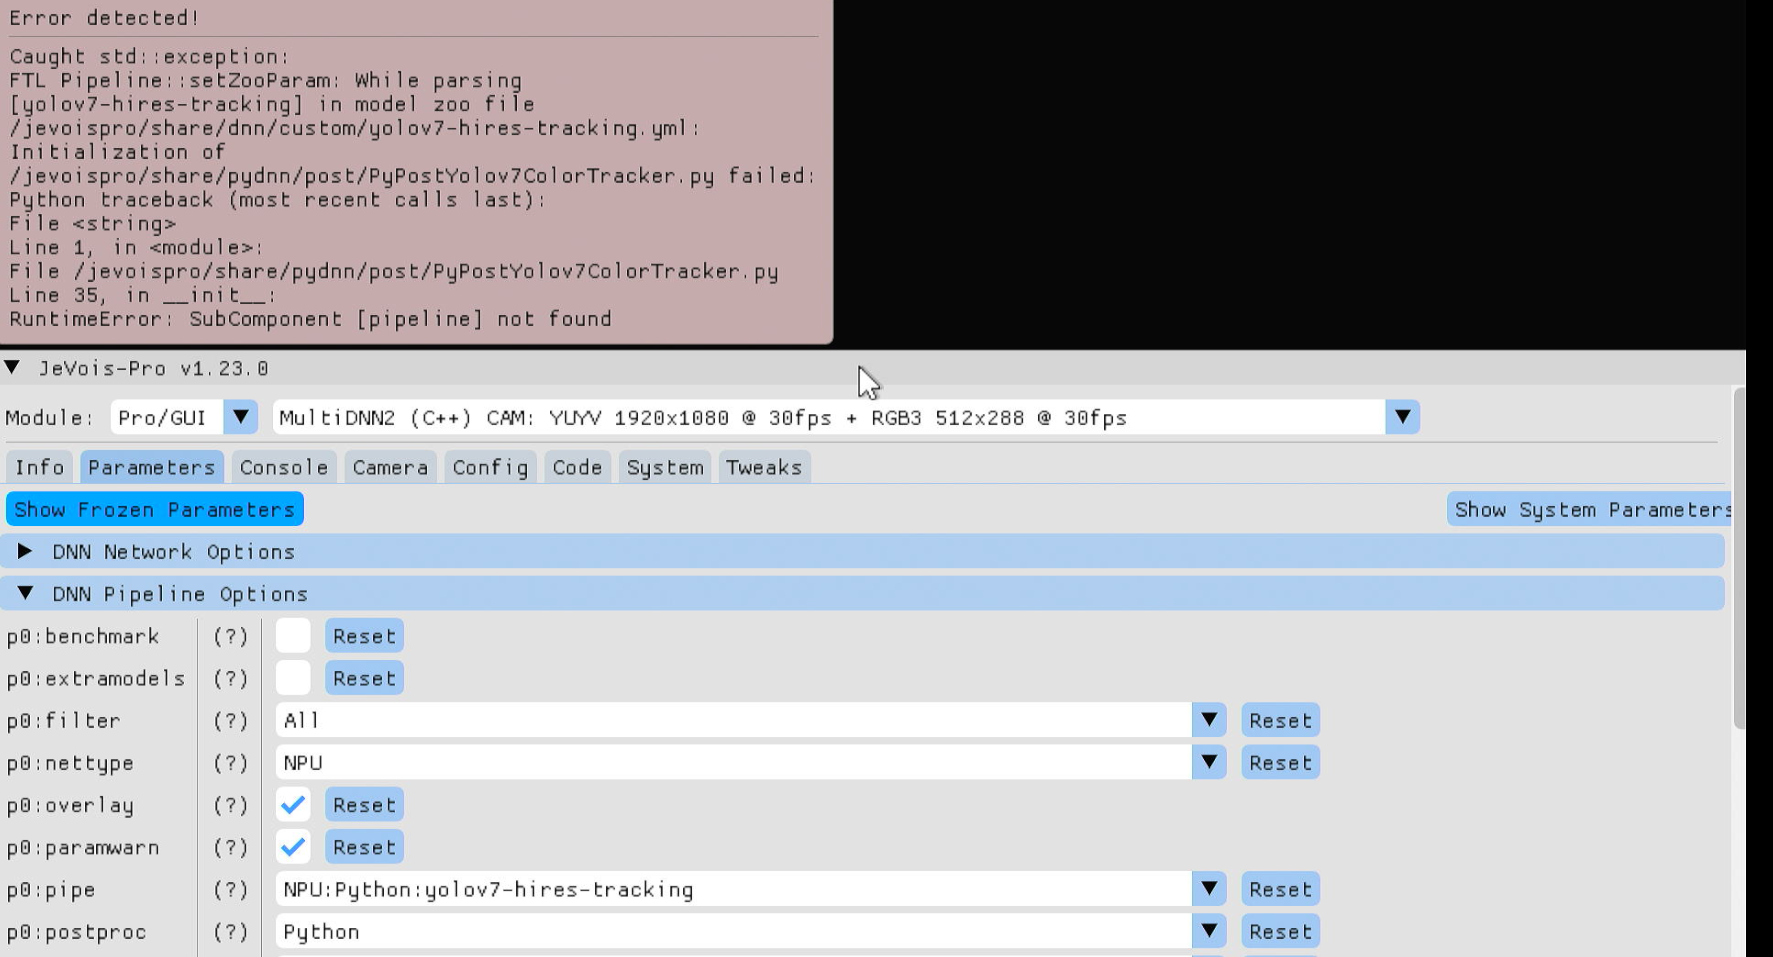 Error detected!
Caught std::exception:
FTL Pipeline::setZooParam: While parsing
[yolov7-hires-tracking] in model zoo file
/jevoispro/share/dnn/custom/yolov7-hires-tracking.yml:
Initialization of
/jevoispro/share/pydnn/post/PyPostYolov7ColorTracker.py failed:
Python traceback (most recent calls last):
File <string>
Line 1, in <module>:
File /jevoispro/share/pydnn/post/PyPostYolov7ColorTracker.py
Line 35, in __init__:
RuntimeError: SubComponent [pipeline] not found
JeVois-Pro v1.23.0
Module: Pro/GUI MultiDNN2 (C++) CAM: YUYV 1920x1080 @ 30fps + RGB3 512x288 @ 30fps
Info Parameters Console Camera Config Code System Tweaks
Show Frozen Parameters Show System Parameters
DNN Network Options
DNN Pipeline Options
p0:benchmark (?) Reset
p0:extramodels (?) Reset
p0:filter (?) All Reset
p0:nettype (?) NPU Reset
p0:overlay (?) Reset
p0:paramwarn (?) Reset
p0:pipe (?) NPU:Python:yolov7-hires-tracking Reset
p0:postproc (?) Python Reset